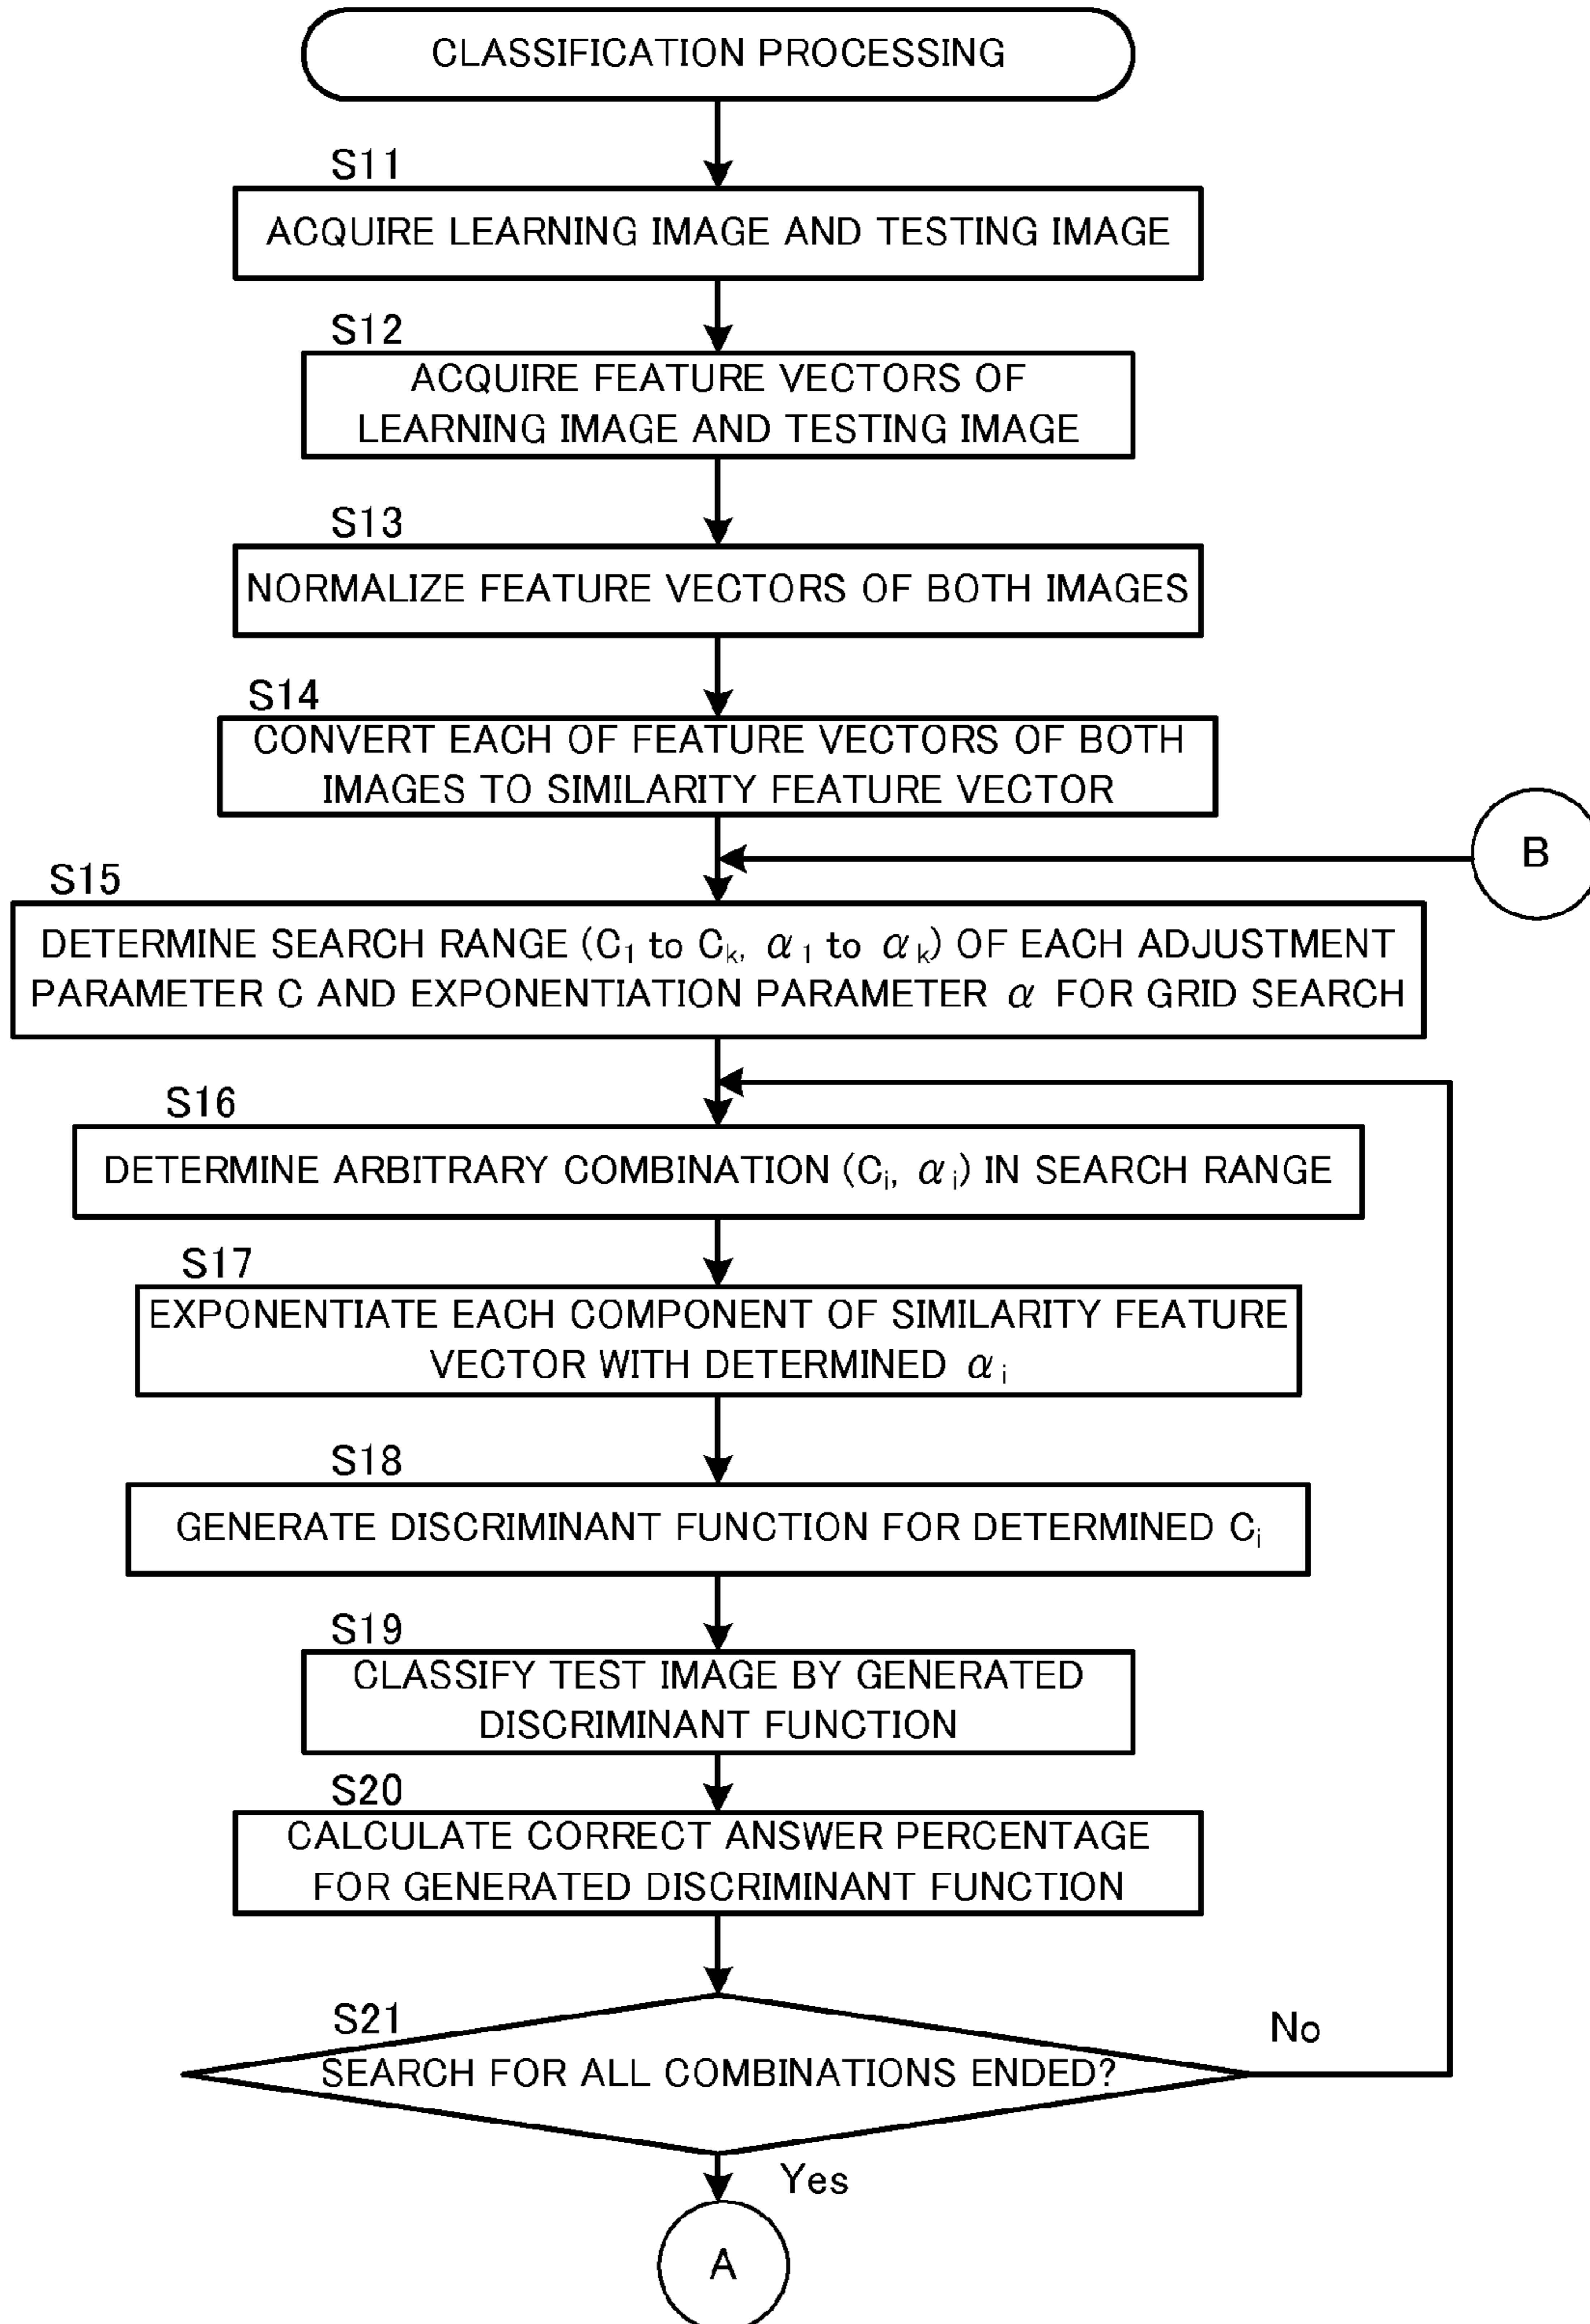 CLASSIFICATION PROCESSING
S11
ACQUIRE LEARNING IMAGE AND TESTING IMAGE
S12
ACQUIRE FEATURE VECTORS OF
LEARNING IMAGE AND TESTING IMAGE
S13
NORMALIZE FEATURE VECTORS OF BOTH IMAGES
S14
CONVERT EACH OF FEATURE VECTORS OF BOTH
IMAGES TO SIMILARITY FEATURE VECTOR
B
S15
DETERMINE SEARCH RANGE (C₁ to Cₖ, α₁ to αₖ) OF EACH ADJUSTMENT
PARAMETER C AND EXPONENTIATION PARAMETER α FOR GRID SEARCH
S16
DETERMINE ARBITRARY COMBINATION (Cᵢ, αᵢ) IN SEARCH RANGE
S17
EXPONENTIATE EACH COMPONENT OF SIMILARITY FEATURE
VECTOR WITH DETERMINED αᵢ
S18
GENERATE DISCRIMINANT FUNCTION FOR DETERMINED Cᵢ
S19
CLASSIFY TEST IMAGE BY GENERATED
DISCRIMINANT FUNCTION
S20
CALCULATE CORRECT ANSWER PERCENTAGE
FOR GENERATED DISCRIMINANT FUNCTION
S21
No
SEARCH FOR ALL COMBINATIONS ENDED?
Yes
A